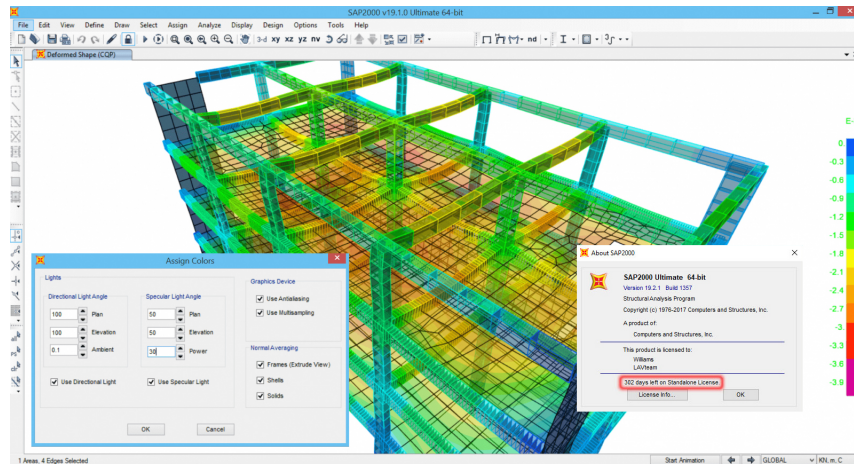 SAP2000 v19.1.0 Ultimate 64-bit
File Edit View Define Draw Select Assign Analyze Display Design Options Tools Help
3-d xy xz yz nv
nd
Deformed Shape (CQP)
E-
0.
-0.3
-0.6
-0.9
-1.2
-1.5
-1.8
-2.1
-2.4
-2.7
-3.
-3.3
-3.6
-3.9
Assign Colors
Lights
Directional Light Angle
100 Plan
100 Elevation
0.1 Ambient
Use Directional Light
Specular Light Angle
50 Plan
50 Elevation
30 Power
Use Specular Light
Graphics Device
Use Antialiasing
Use Multisampling
Normal Averaging
Frames (Extrude View)
Shells
Solids
OK Cancel
About SAP2000
SAP2000 Ultimate 64-bit
Version 19.2.1 Build 1357
Structural Analysis Program
Copyright (c) 1976-2017 Computers and Structures, Inc.
A product of:
Computers and Structures, Inc.
This product is licensed to:
Williams
LAVteam
302 days left on Standalone License.
License Info... OK
1 Areas, 4 Edges Selected
Start Animation GLOBAL KN, m, C